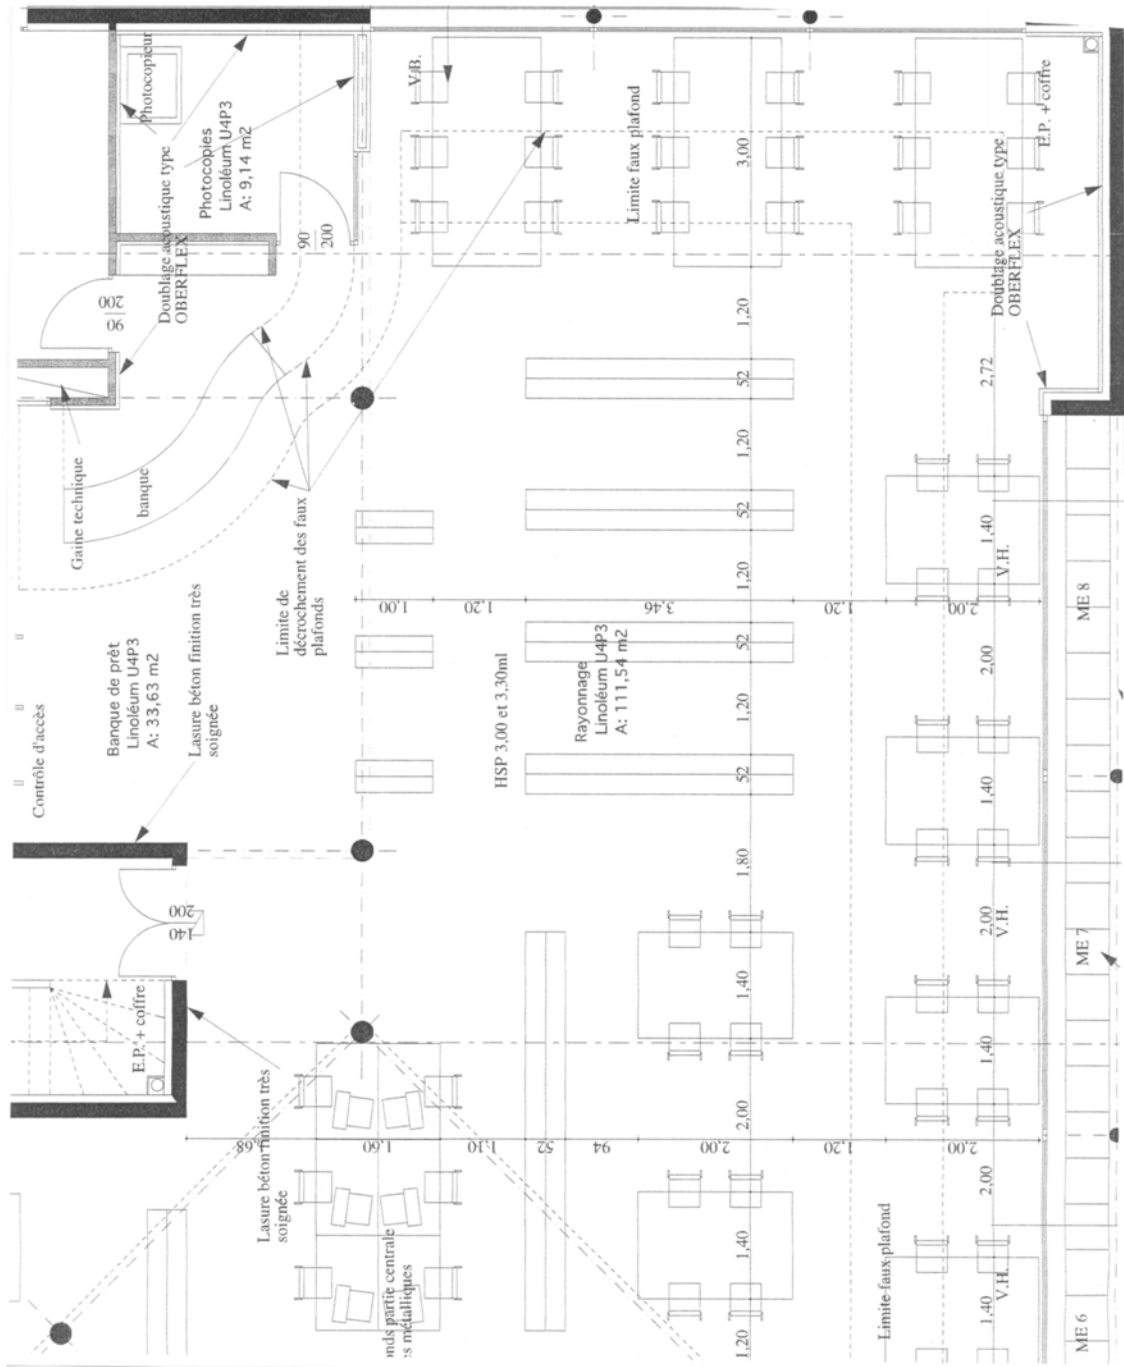 Photocopieur
Photocopies
Linoléum U4P3
A: 9,14 m2
Doublage acoustique type
OBERFLEX
90
200
90
200
Gaine technique
banque
Limite de
décrochement des faux
plafonds
Banque de prêt
Linoléum U4P3
A: 33,63 m2
Lasure béton finition très
soignée
Contrôle d'accès
200
140
E.P. + coffre
Lasure béton finition très
soignée
partie centrale
métalliques
V.B.
Limite faux plafond
3,00
E.P. + coffre
Doublage acoustique type
OBERFLEX
1,20
52
1,20
52
1,20
52
1,20
52
1,80
1,40
2,00
1,40
1,20
2,72
1,40
V.H.
2,00
1,40
2,00
V.H.
1,40
2,00
1,40
V.H.
1,00
1,20
3,46
1,20
2,00
HSP 3,00 et 3,30ml
Rayonnage
Linoléum U4P3
A: 111,54 m2
1,60
1,10
52
94
2,00
1,20
2,00
Limite faux plafond
ME 8
ME 7
ME 6